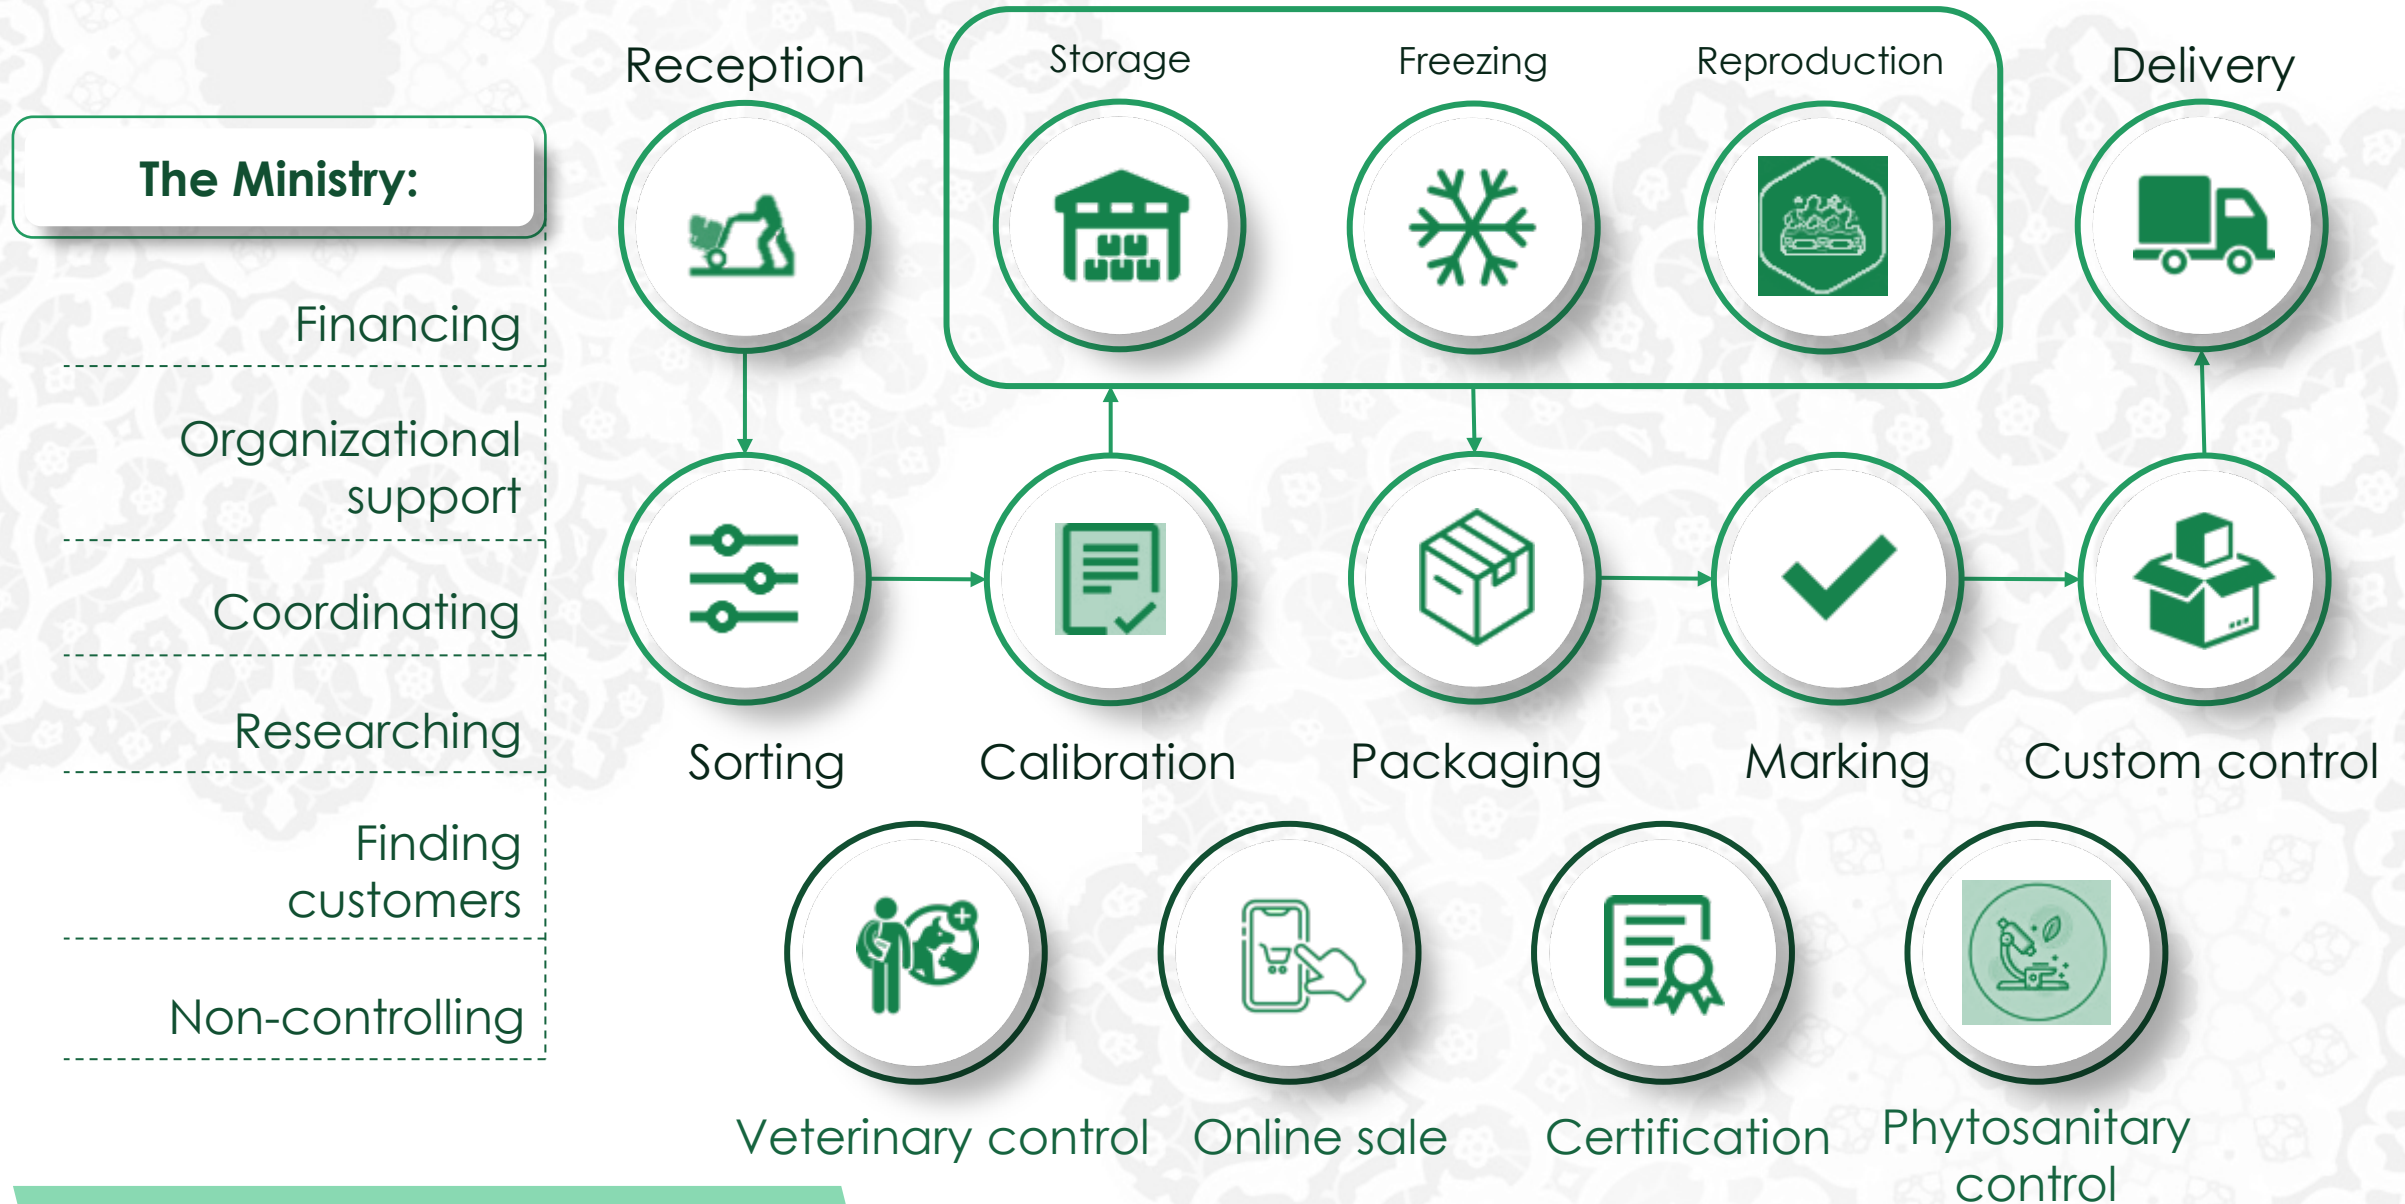 The Ministry:
Financing
Organizational
support
Coordinating
Researching
Finding
customers
Non-controlling
Reception
Storage
Freezing
Reproduction
Delivery
Sorting
Calibration
Packaging
Marking
Custom control
Veterinary control
Online sale
Certification
Phytosanitary
control